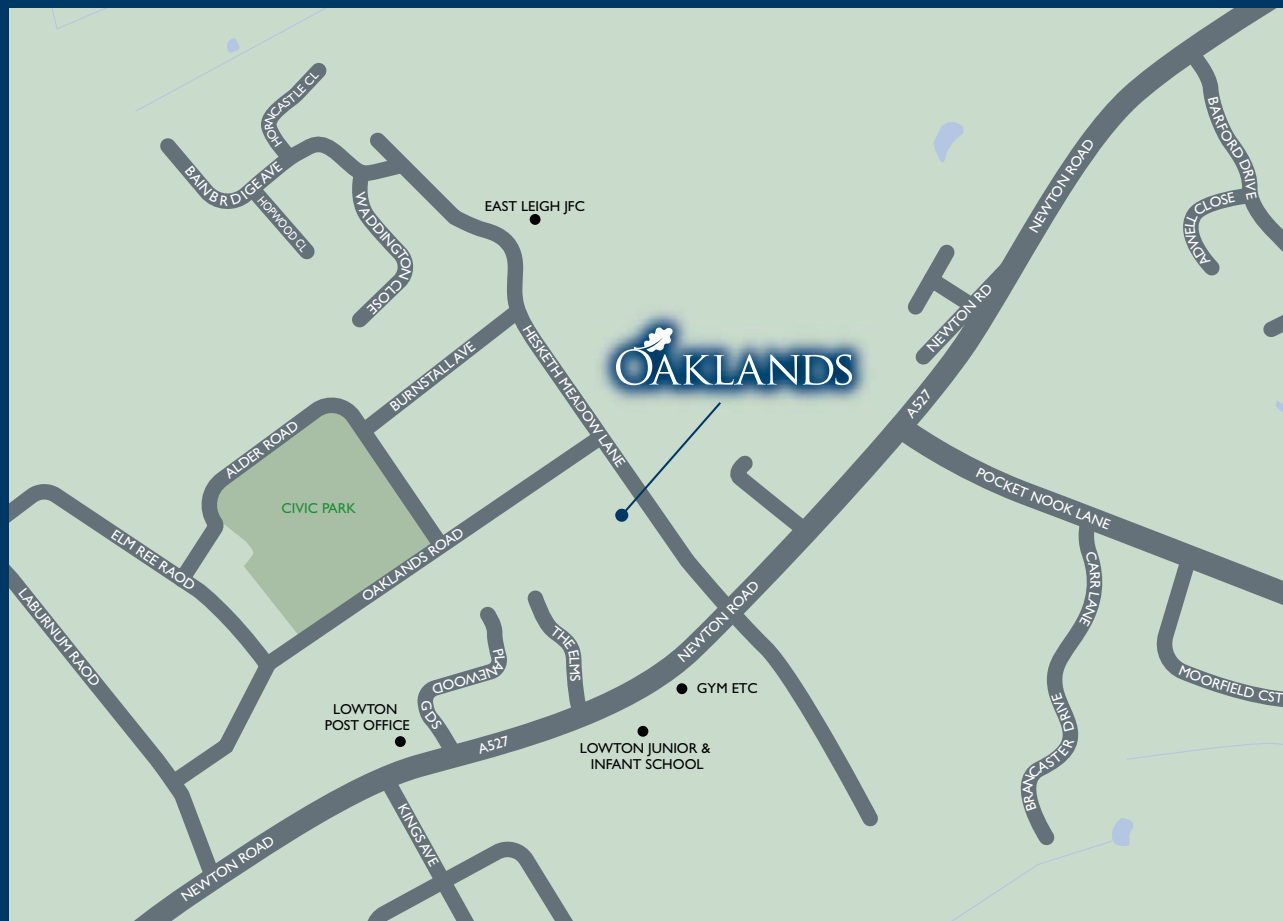 HORNCASTLE CL
BAINBRDIGE AVE
HOPWOOD CL
WADDINGTON CLOSE
EAST LEIGH JFC
BARFORD DRIVE
NEWTON ROAD
ADWELL CLOSE
NEWTON RD
HESKETH MEADOW LANE
OAKLANDS
BURNSTALL AVE
A527
ALDER ROAD
POCKET NOOK LANE
CIVIC PARK
ELM REE RAOD
OAKLANDS ROAD
CARR LANE
LABURNUM RAOD
NEWTON ROAD
THE ELMS
PLANEWOOD
GDS
MOORFIELD CST
GYM ETC
LOWTON
POST OFFICE
A527
LOWTON JUNIOR &
INFANT SCHOOL
BRANCASTER DRIVE
KINGS AVE
NEWTON ROAD